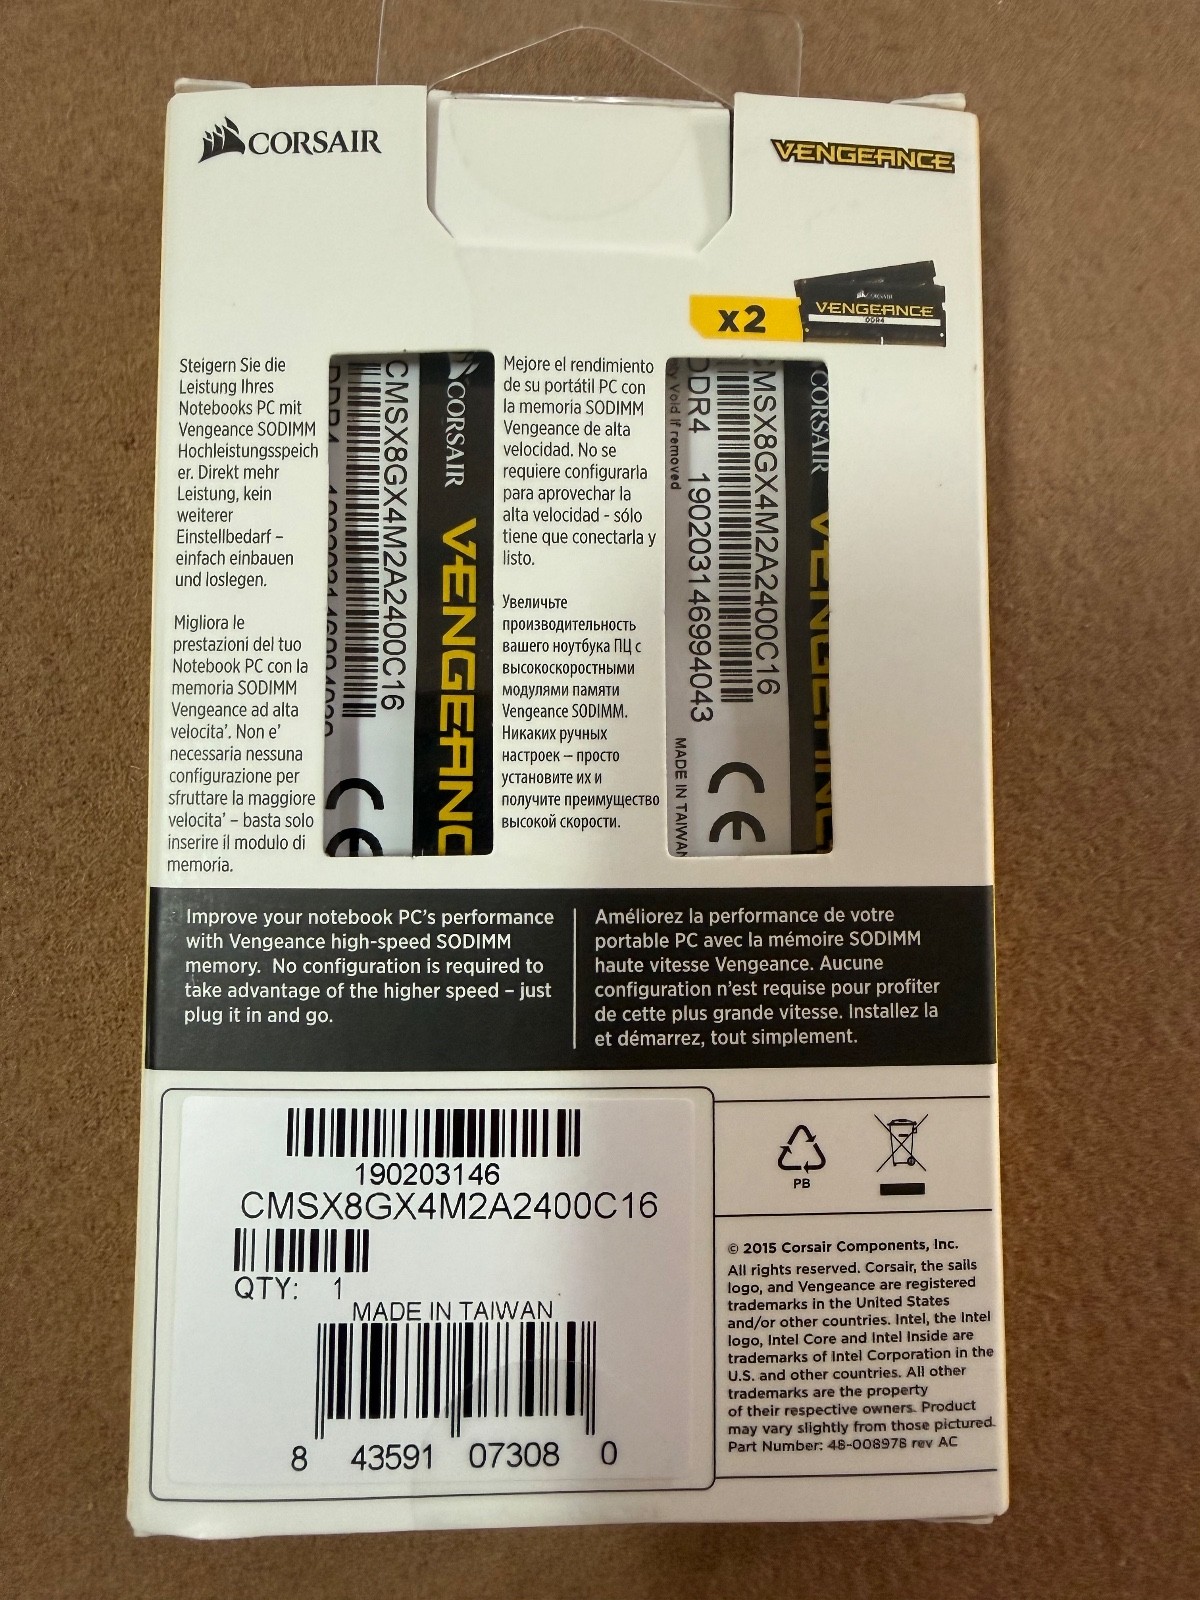 CORSAIR
VENGEANCE
x2
CORSAIR
VENGEANCE
DDR4
Steigern Sie die
Leistung Ihres
Notebooks PC mit
Vengeance SODIMM
Hochleistungsspeich
er. Direkt mehr
Leistung, kein
weiterer
Einstellbedarf –
einfach einbauen
und loslegen.
Migliora le
prestazioni del tuo
Notebook PC con la
memoria SODIMM
Vengeance ad alta
velocita'. Non e'
necessaria nessuna
configurazione per
sfruttare la maggiore
velocita' – basta solo
inserire il modulo di
memoria.
CORSAIR
VENGEANC
CMSX8GX4M2A2400C16
DDR4
CE
Mejore el rendimiento
de su portátil PC con
la memoria SODIMM
Vengeance de alta
velocidad. No se
requiere configurarla
para aprovechar la
alta velocidad - sólo
tiene que conectarla y
listo.
Увеличьте
производительность
вашего ноутбука ПЦ с
высокоскоростными
модулями памяти
Vengeance SODIMM.
Никаких ручных
настроек – просто
установите их и
получите преимущество
высокой скорости.
CORSAIR
VENGEANC
MSX8GX4M2A2400C16
DDR4 190203146994043
y Void If removed
MADE IN TAIWAN
CE
Improve your notebook PC's performance
with Vengeance high-speed SODIMM
memory. No configuration is required to
take advantage of the higher speed – just
plug it in and go.
Améliorez la performance de votre
portable PC avec la mémoire SODIMM
haute vitesse Vengeance. Aucune
configuration n'est requise pour profiter
de cette plus grande vitesse. Installez la
et démarrez, tout simplement.
190203146
CMSX8GX4M2A2400C16
QTY: 1
MADE IN TAIWAN
8 43591 07308 0
PB
© 2015 Corsair Components, Inc.
All rights reserved. Corsair, the sails
logo, and Vengeance are registered
trademarks in the United States
and/or other countries. Intel, the Intel
logo, Intel Core and Intel Inside are
trademarks of Intel Corporation in the
U.S. and other countries. All other
trademarks are the property
of their respective owners. Product
may vary slightly from those pictured.
Part Number: 48-008978 rev AC